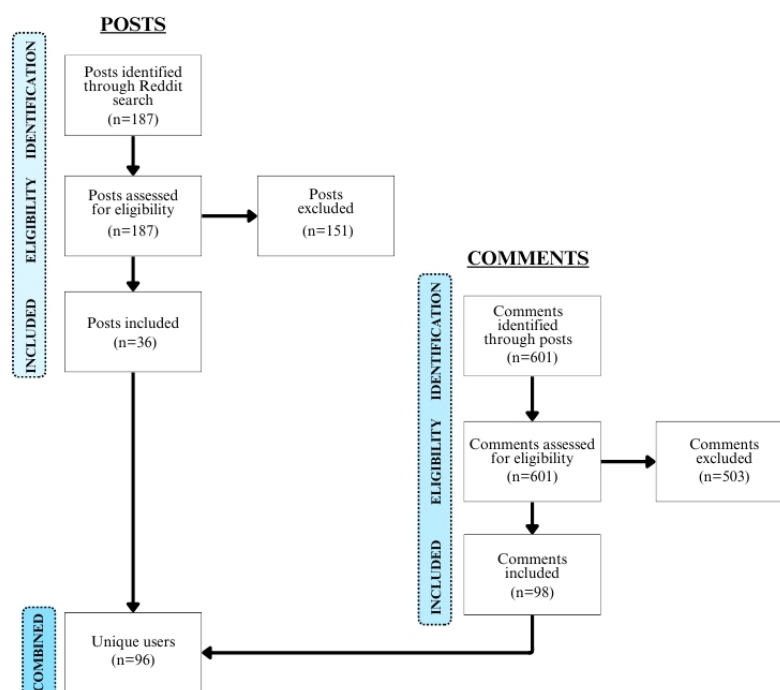 POSTS
IDENTIFICATION
ELIGIBILITY
INCLUDED
Posts identified
through Reddit
search
(n=187)
Posts assessed
for eligibility
(n=187)
Posts
excluded
(n=151)
Posts included
(n=36)
COMMENTS
IDENTIFICATION
ELIGIBILITY
INCLUDED
Comments
identified
through posts
(n=601)
Comments assessed
for eligibility
(n=601)
Comments
excluded
(n=503)
Comments
included
(n=98)
COMBINED
Unique users
(n=96)